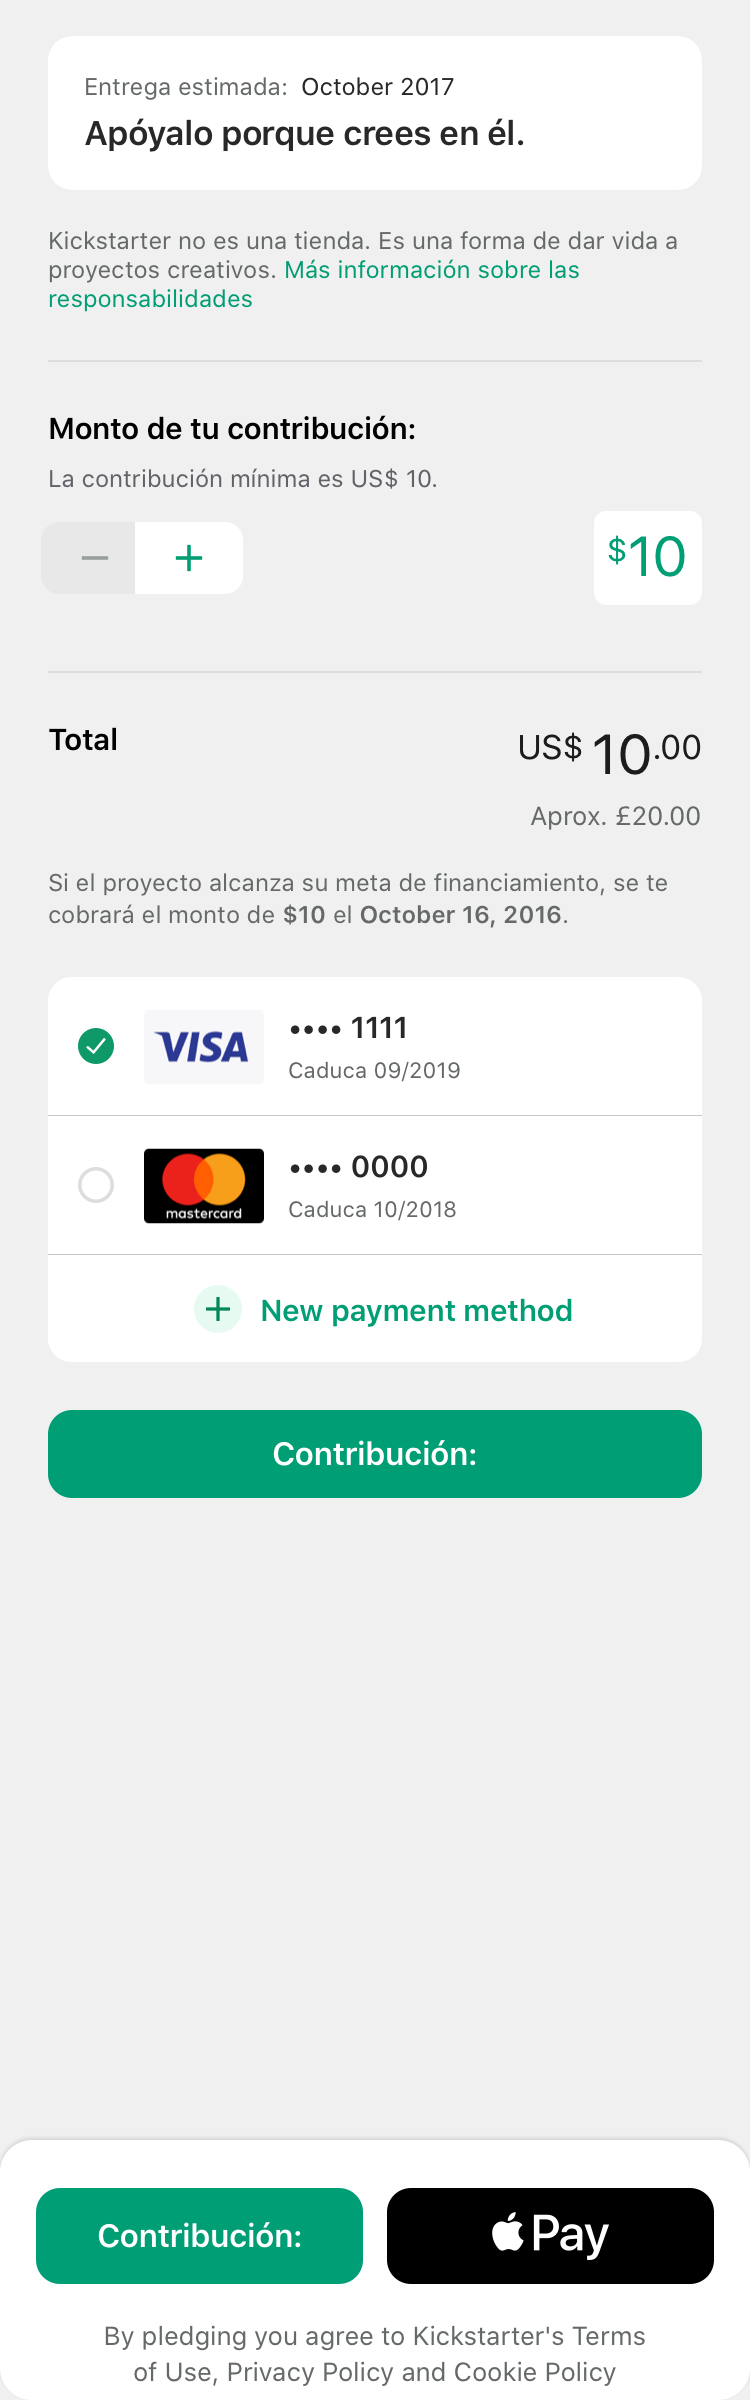 Entrega estimada: October 2017
Apóyalo porque crees en él.
Kickstarter no es una tienda. Es una forma de dar vida a
proyectos creativos. Más información sobre las
responsabilidades
Monto de tu contribución:
La contribución mínima es US$ 10.
$10
Total
US$ 10.00
Aprox. £20.00
Si el proyecto alcanza su meta de financiamiento, se te
cobrará el monto de $10 el October 16, 2016.
VISA
•••• 1111
Caduca 09/2019
mastercard
•••• 0000
Caduca 10/2018
New payment method
Contribución:
Contribución:
Pay
By pledging you agree to Kickstarter's Terms
of Use, Privacy Policy and Cookie Policy